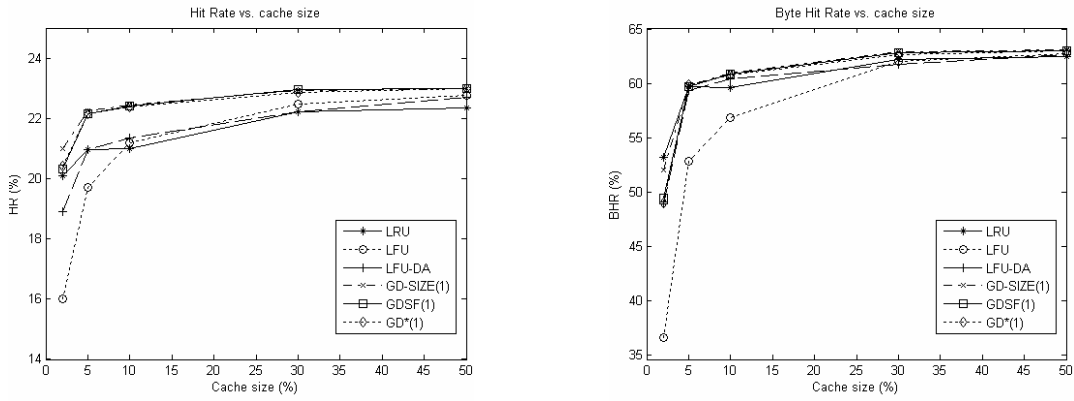 Hit Rate vs. cache size
HR (%)
24
22
20
18
16
14
0 5 10 15 20 25 30 35 40 45 50
Cache size (%)
LRU
LFU
LFU-DA
GD-SIZE(1)
GDSF(1)
GD*(1)
Byte Hit Rate vs. cache size
BHR (%)
65
60
55
50
45
40
35
0 5 10 15 20 25 30 35 40 45 50
Cache size (%)
LRU
LFU
LFU-DA
GD-SIZE(1)
GDSF(1)
GD*(1)